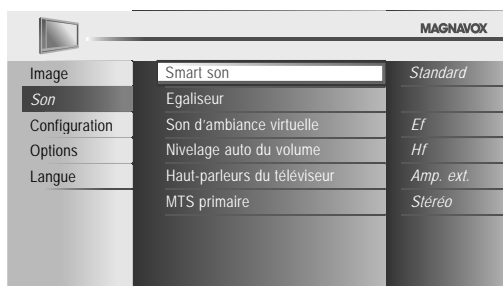 MAGNAVOX
Image
Son
Configuration
Options
Langue
Smart son
Egaliseur
Son d'ambiance virtuelle
Nivelage auto du volume
Haut-parleurs du téléviseur
MTS primaire
Standard
Ef
Hf
Amp. ext.
Stéréo